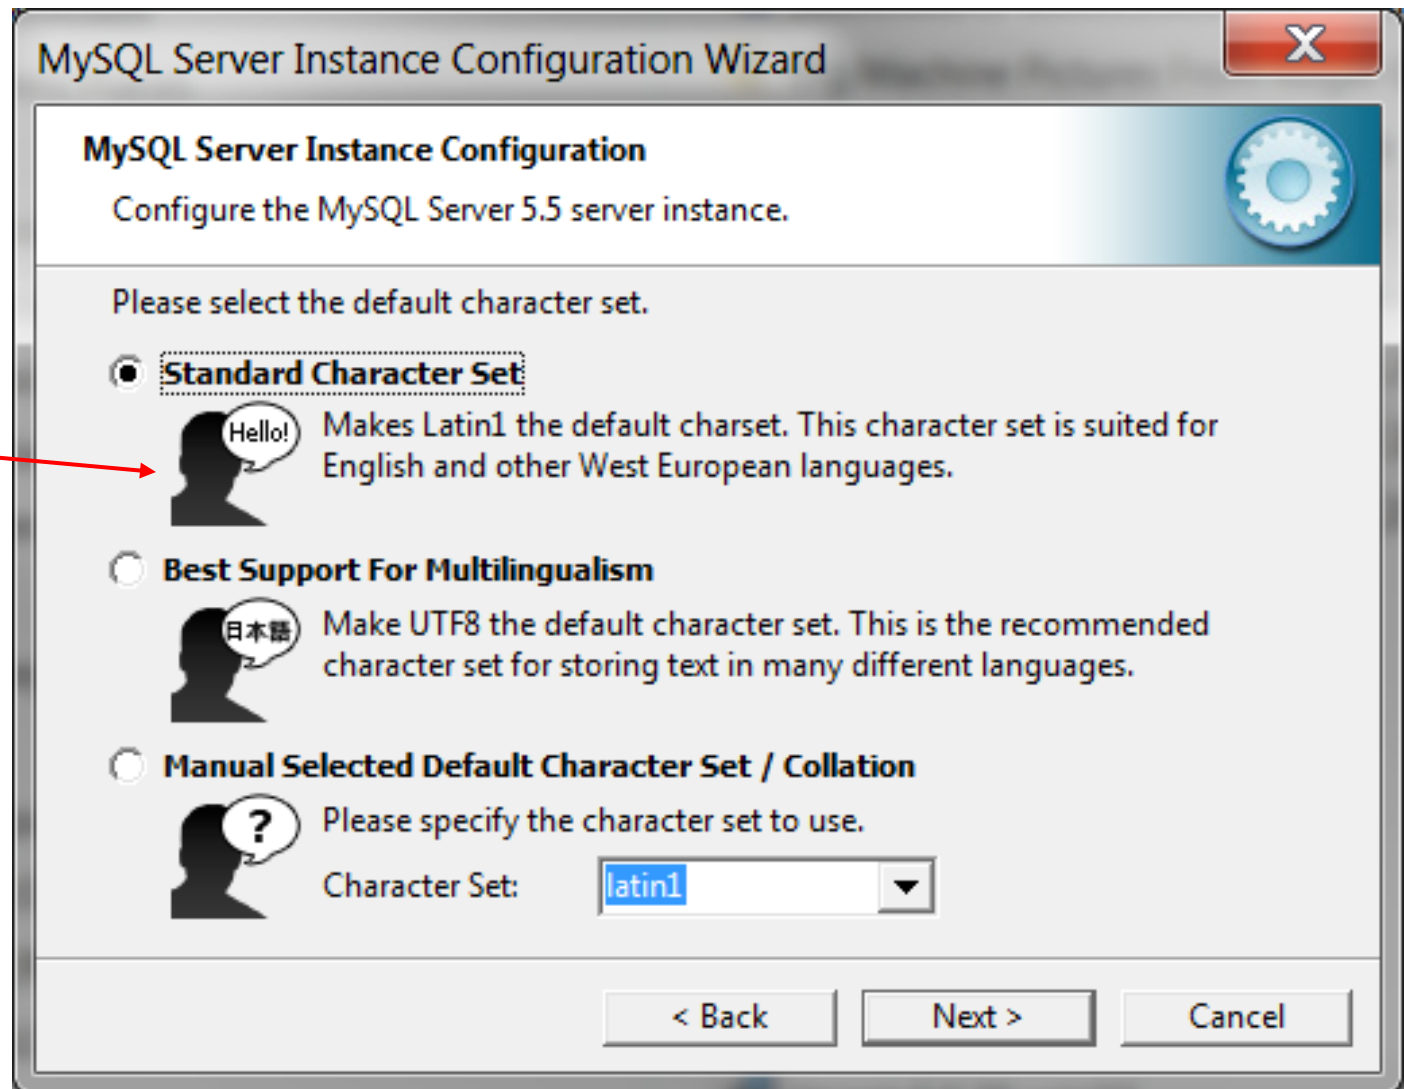 MySQL Server Instance Configuration Wizard
X
MySQL Server Instance Configuration
Configure the MySQL Server 5.5 server instance.
Please select the default character set.
Standard Character Set
Hello!
Makes Latin1 the default charset. This character set is suited for
English and other West European languages.
Best Support For Multilingualism
日本語
Make UTF8 the default character set. This is the recommended
character set for storing text in many different languages.
Manual Selected Default Character Set / Collation
?
Please specify the character set to use.
Character Set: latin1
< Back Next > Cancel